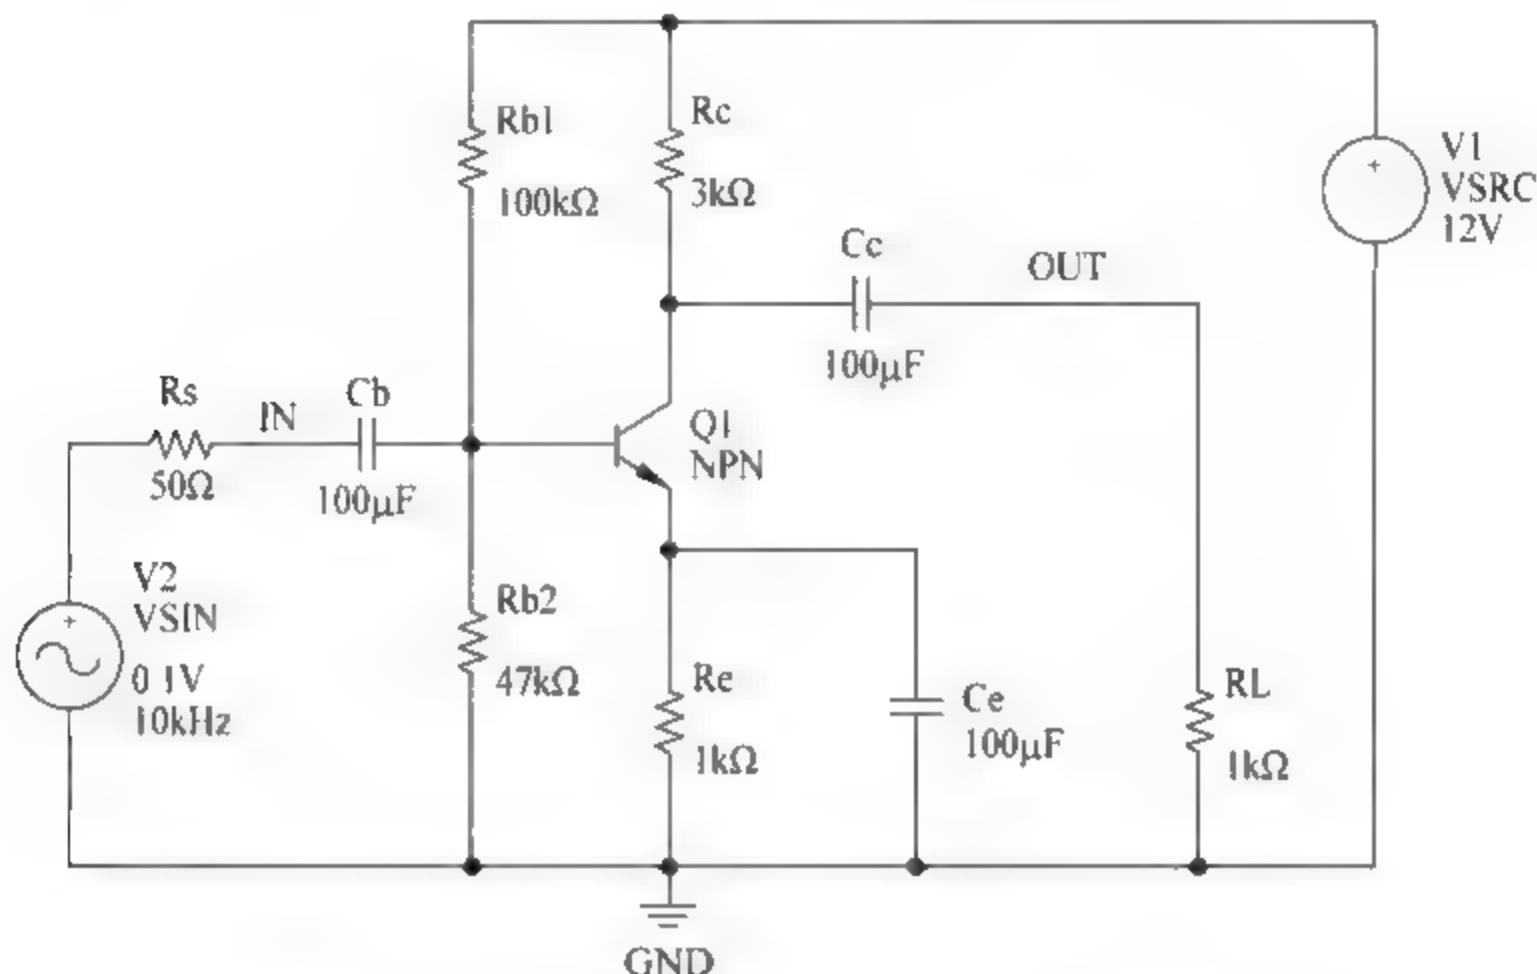 Rb1
100kΩ
Rc
3kΩ
V1
VSRC
12V
Cc
100μF
OUT
Rs
50Ω
IN
Cb
100μF
Q1
NPN
V2
VSIN
0 1V
10kHz
Rb2
47kΩ
Re
1kΩ
Ce
100μF
RL
1kΩ
GND